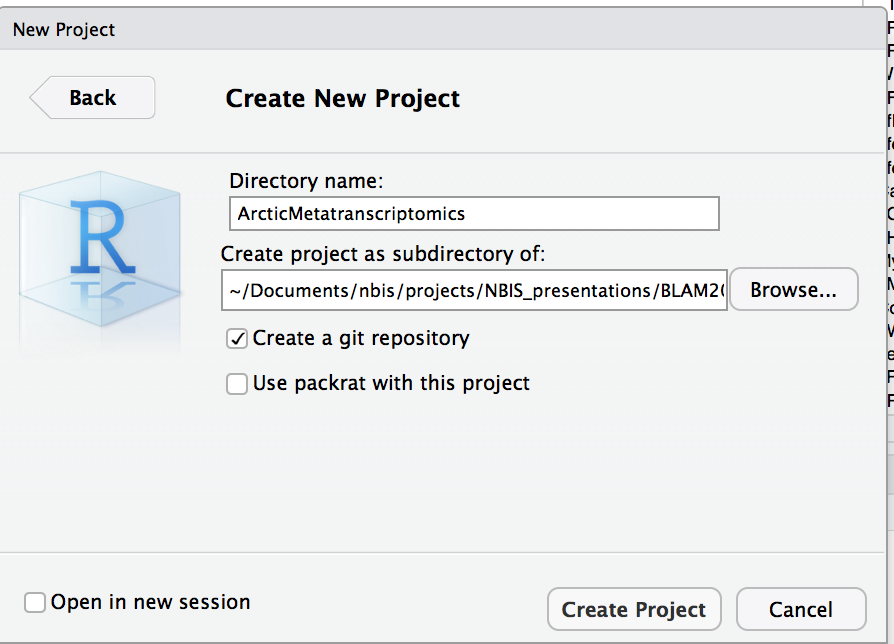 New Project
Back
Create New Project
R
Directory name:
ArcticMetatranscriptomics
Create project as subdirectory of:
~/Documents/nbis/projects/NBIS_presentations/BLAM2
Browse...
Create a git repository
Use packrat with this project
Open in new session
Create Project
Cancel